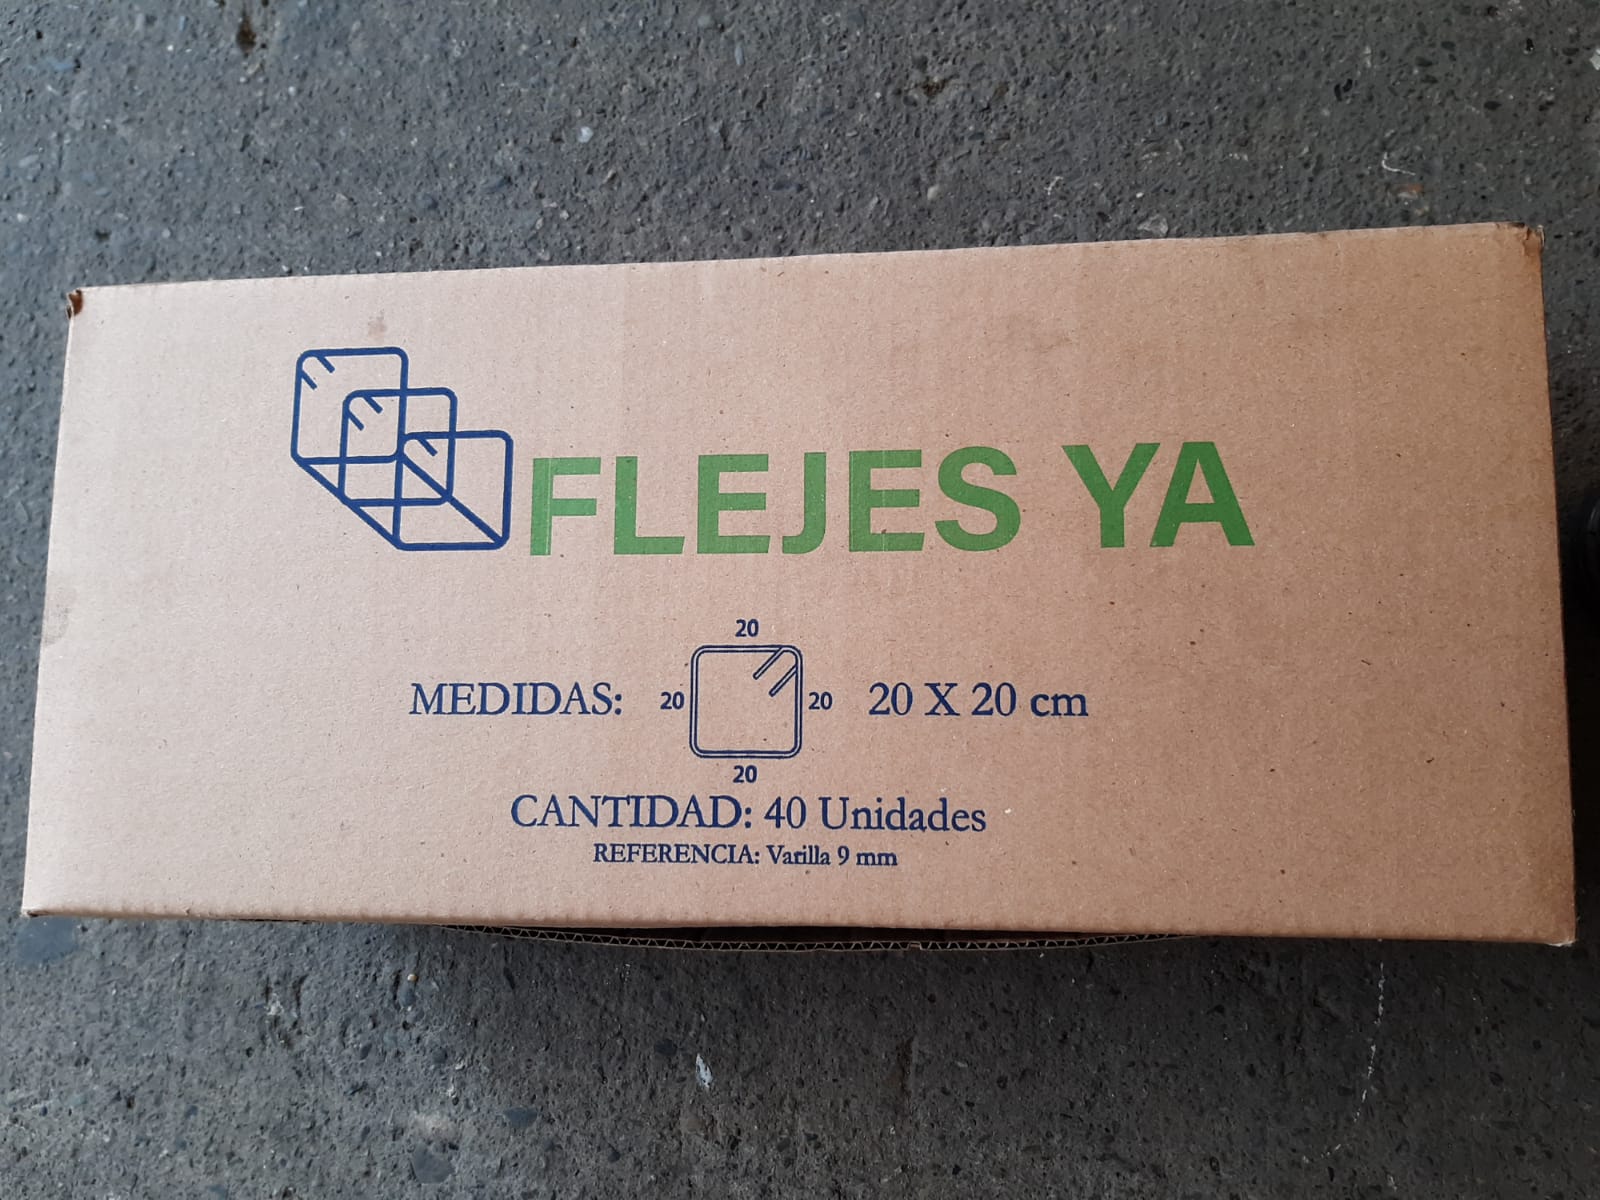 FLEJES YA
20
MEDIDAS: 20 20 20 X 20 cm
20
CANTIDAD: 40 Unidades
REFERENCIA: Varilla 9 mm